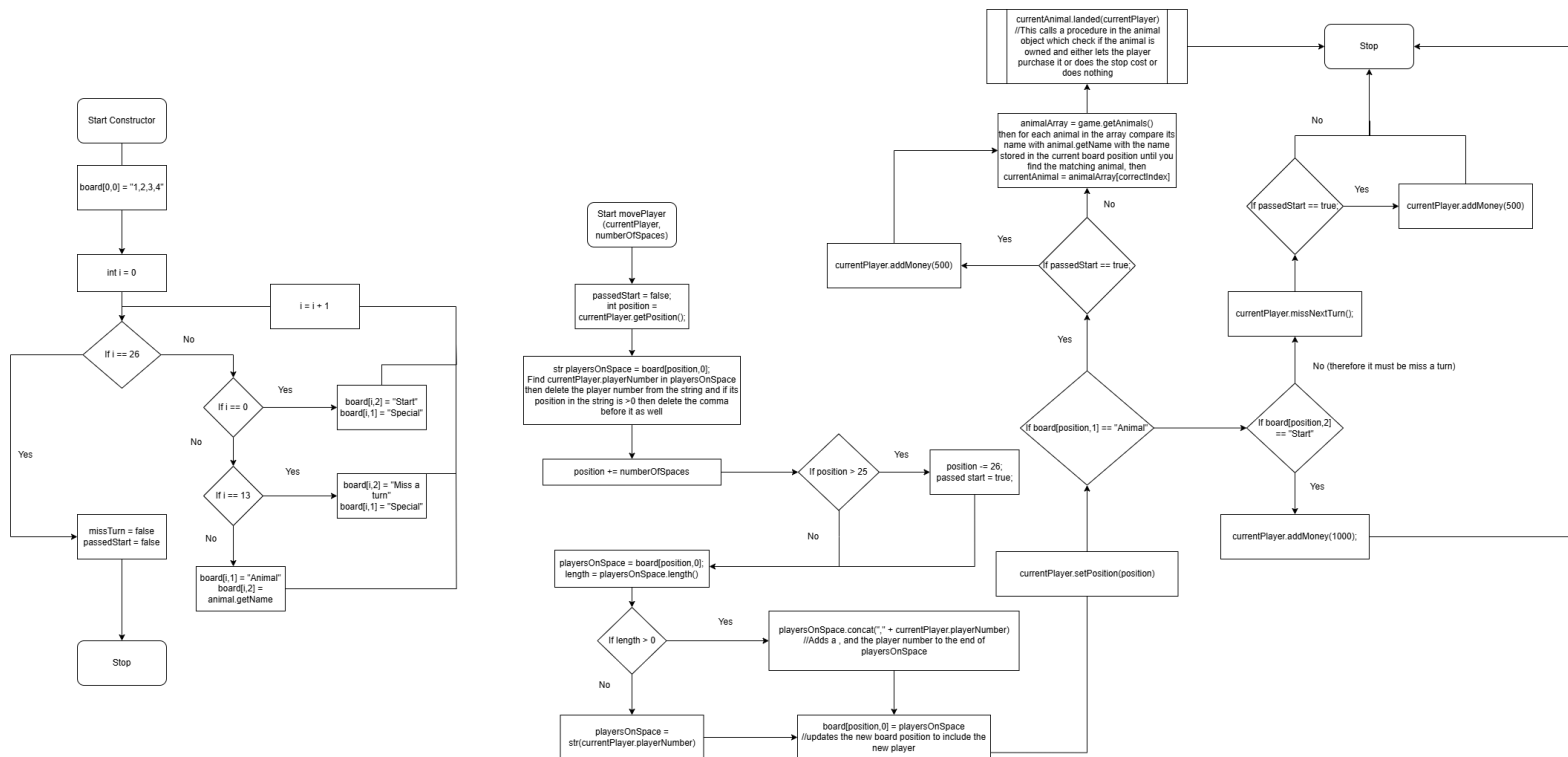 Start Constructor
board[0,0] = "1,2,3,4"
int i = 0
i = i + 1
If i == 26
No
Yes
If i == 0
Yes
board[i,2] = "Start"
board[i,1] = "Special"
No
If i == 13
Yes
board[i,2] = "Miss a
turn"
board[i,1] = "Special"
No
board[i,1] = "Animal"
board[i,2] =
animal.getName
missTurn = false
passedStart = false
Stop
Start movePlayer
(currentPlayer,
numberOfSpaces)
passedStart = false;
int position =
currentPlayer.getPosition();
str playersOnSpace = board[position,0];
Find currentPlayer.playerNumber in playersOnSpace
then delete the player number from the string and if its
position in the string is >0 then delete the comma
before it as well
position += numberOfSpaces
If position > 25
Yes
position -= 26;
passed start = true;
No
playersOnSpace = board[position,0];
length = playersOnSpace.length()
If length > 0
Yes
playersOnSpace.concat("," + currentPlayer.playerNumber)
//Adds a , and the player number to the end of
playersOnSpace
No
playersOnSpace =
str(currentPlayer.playerNumber)
board[position,0] = playersOnSpace
//updates the new board position to include the
new player
currentPlayer.setPosition(position)
If board[position,1] == "Animal"
Yes
If passedStart == true;
Yes
currentPlayer.addMoney(500)
No
animalArray = game.getAnimals()
then for each animal in the array compare its
name with animal.getName with the name
stored in the current board position until you
find the matching animal, then
currentAnimal = animalArray[correctIndex]
currentAnimal.landed(currentPlayer)
//This calls a procedure in the animal
object which check if the animal is
owned and either lets the player
purchase it or does the stop cost or
does nothing
Stop
If board[position,2]
== "Start"
No (therefore it must be miss a turn)
currentPlayer.missNextTurn();
If passedStart == true;
Yes
currentPlayer.addMoney(500)
No
Yes
currentPlayer.addMoney(1000);